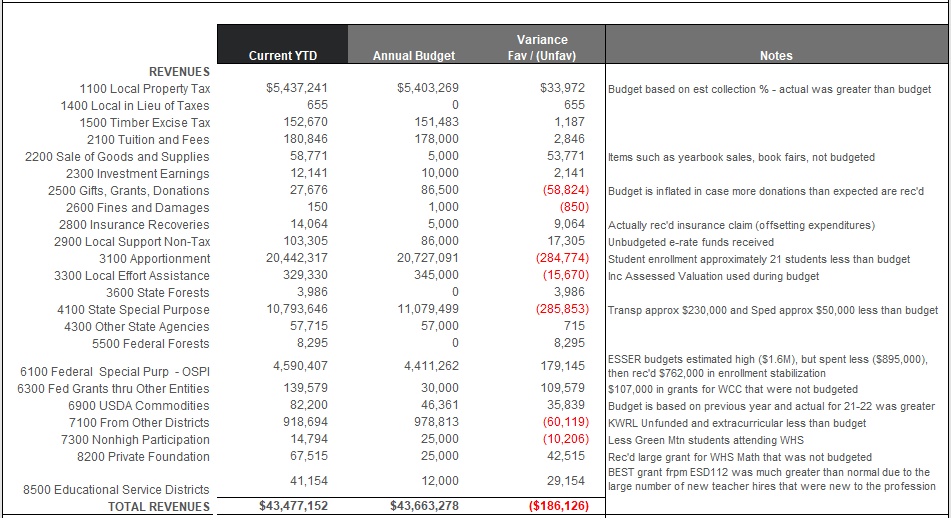 Variance
Current YTD Annual Budget Fav / (Unfav) Notes
REVENUES
1100 Local Property Tax $5,437,241 $5,403,269 $33,972 Budget based on est collection % - actual was greater than budget
1400 Local in Lieu of Taxes 655 0 655
1500 Timber Excise Tax 152,670 151,483 1,187
2100 Tuition and Fees 180,846 178,000 2,846
2200 Sale of Goods and Supplies 58,771 5,000 53,771 Items such as yearbook sales, book fairs, not budgeted
2300 Investment Earnings 12,141 10,000 2,141
2500 Gifts, Grants, Donations 27,676 86,500 (58,824) Budget is inflated in case more donations than expected are rec'd
2600 Fines and Damages 150 1,000 (850)
2800 Insurance Recoveries 14,064 5,000 9,064 Actually rec'd insurance claim (offsetting expenditures)
2900 Local Support Non-Tax 103,305 86,000 17,305 Unbudgeted e-rate funds received
3100 Apportionment 20,442,317 20,727,091 (284,774) Student enrollment approximately 21 students less than budget
3300 Local Effort Assistance 329,330 345,000 (15,670) Inc Assessed Valuation used during budget
3600 State Forests 3,986 0 3,986
4100 State Special Purpose 10,793,646 11,079,499 (285,853) Transp approx $230,000 and Sped approx $50,000 less than budget
4300 Other State Agencies 57,715 57,000 715
5500 Federal Forests 8,295 0 8,295
6100 Federal Special Purp - OSPI 4,590,407 4,411,262 179,145 ESSER budgets estimated high ($1.6M), but spent less ($895,000),
then rec'd $762,000 in enrollment stabilization
6300 Fed Grants thru Other Entities 139,579 30,000 109,579 $107,000 in grants for WCC that were not budgeted
6900 USDA Commodities 82,200 46,361 35,839 Budget is based on previous year and actual for 21-22 was greater
7100 From Other Districts 918,694 978,813 (60,119) KWRL Unfunded and extracurricular less than budget
7300 Nonhigh Participation 14,794 25,000 (10,206) Less Green Mtn students attending WHS
8200 Private Foundation 67,515 25,000 42,515 Rec'd large grant for WHS Math that was not budgeted
8500 Educational Service Districts 41,154 12,000 29,154 BEST grant frpm ESD112 was much greater than normal due to the
large number of new teacher hires that were new to the profession
TOTAL REVENUES $43,477,152 $43,663,278 ($186,126)